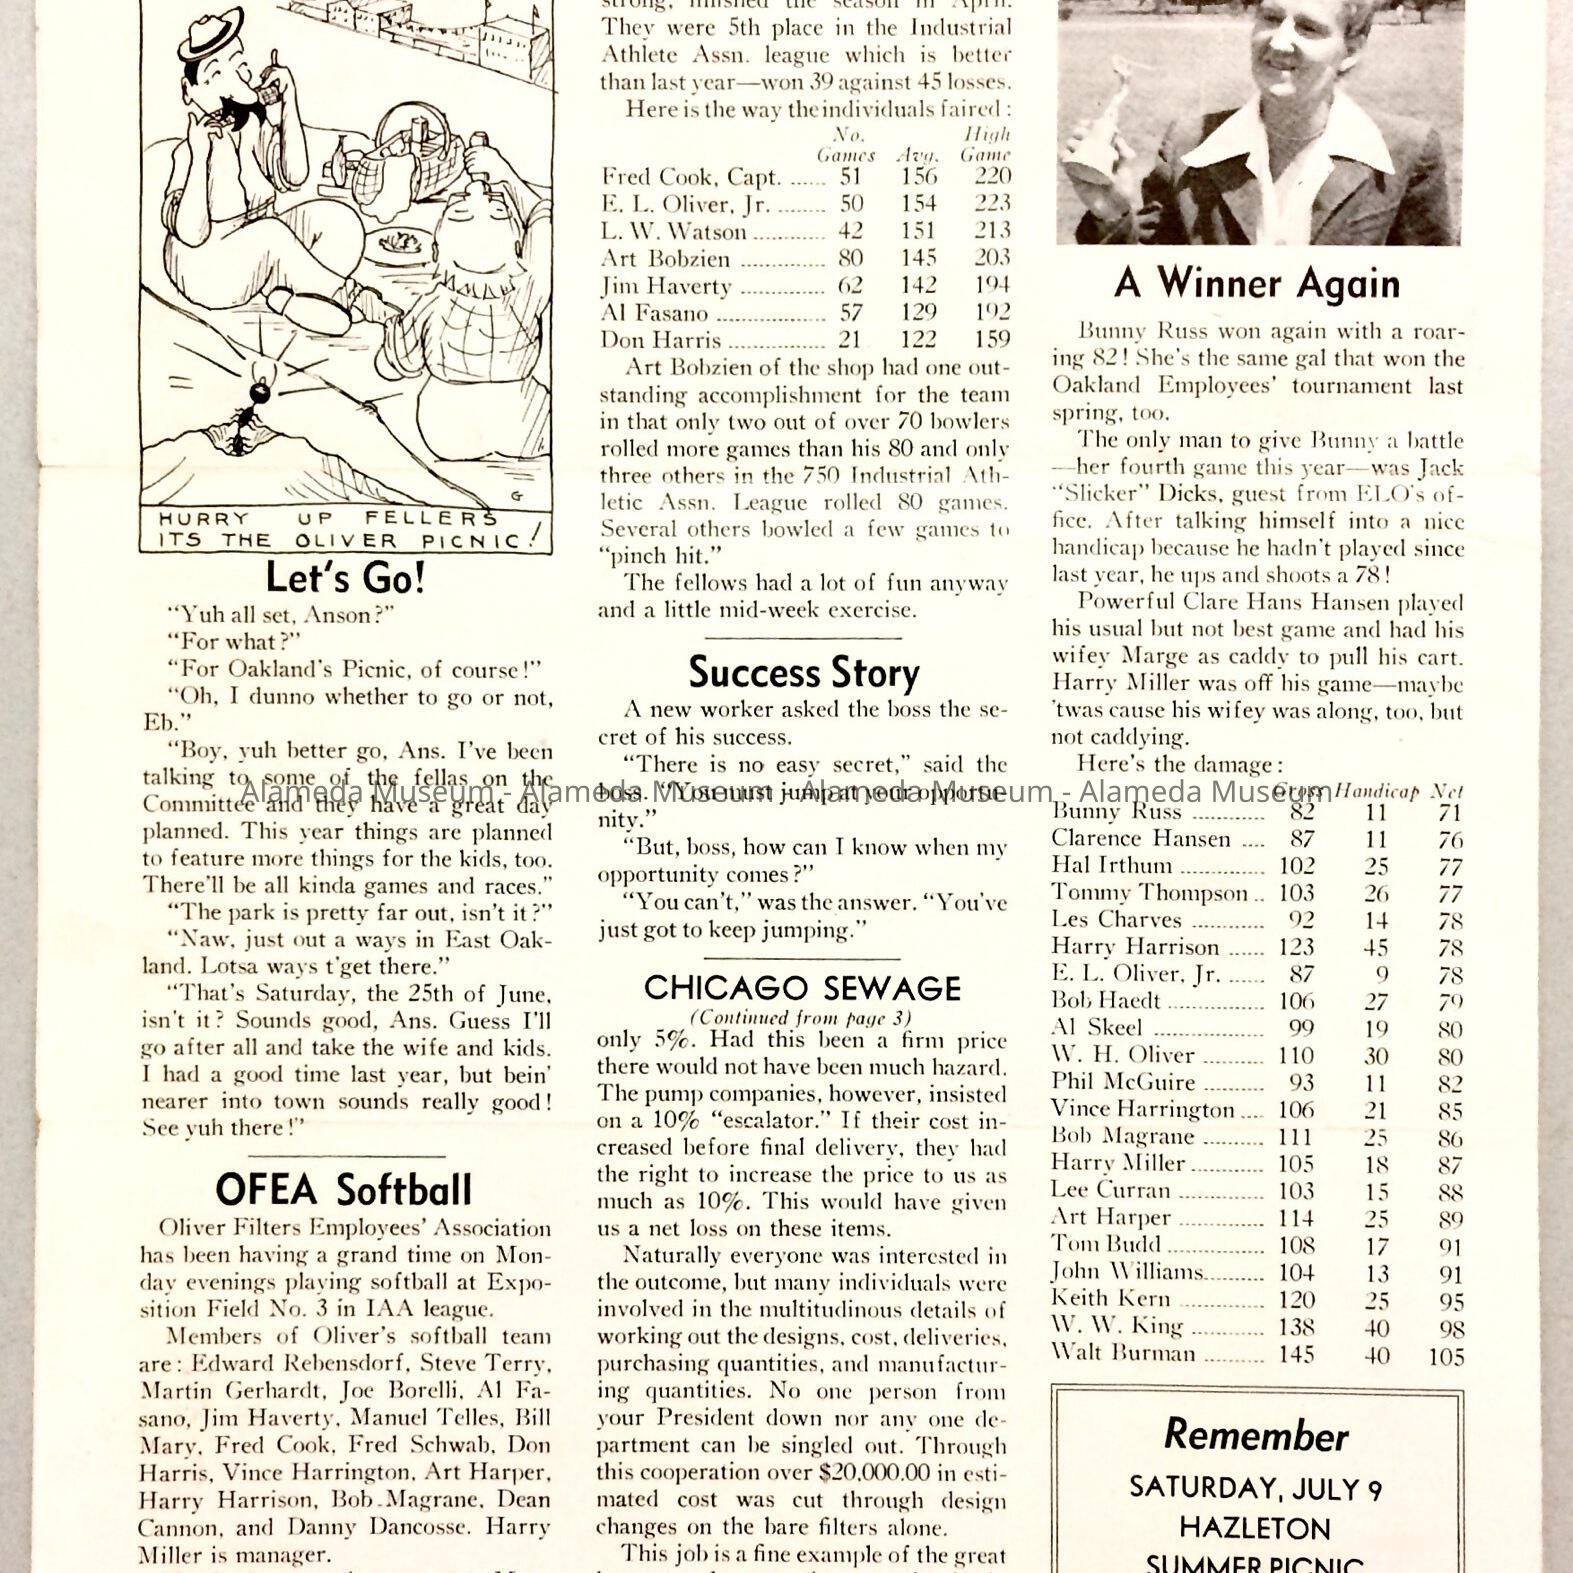 G
HURRY UP FELLERS
ITS THE OLIVER PICNIC!
Let's Go!
"Yuh all set, Anson?"
"For what?"
"For Oakland's Picnic, of course!"
"Oh, I dunno whether to go or not,
Eb."
"Boy, yuh better go, Ans. I've been
talking to some of the fellas on the
Committee and they have a great day
planned. This year things are planned
to feature more things for the kids, too.
There'll be all kinda games and races."
"The park is pretty far out, isn't it?"
"Naw, just out a ways in East Oak-
land. Lotsa ways t'get there."
"That's Saturday, the 25th of June,
isn't it? Sounds good, Ans. Guess I'll
go after all and take the wife and kids.
I had a good time last year, but bein'
nearer into town sounds really good!
See yuh there!"
OFEA Softball
Oliver Filters Employees' Association
has been having a grand time on Mon-
day evenings playing softball at Expo-
sition Field No. 3 in IAA league.
Members of Oliver's softball team
are: Edward Rebensdorf, Steve Terry,
Martin Gerhardt, Joe Borelli, Al Fa-
sano, Jim Haverty, Manuel Telles, Bill
Mary, Fred Cook, Fred Schwab, Don
Harris, Vince Harrington, Art Harper,
Harry Harrison, Bob Magrane, Dean
Cannon, and Danny Dancosse. Harry
Miller is manager.
strong, finished the season in April.
They were 5th place in the Industrial
Athlete Assn. league which is better
than last year—won 39 against 45 losses.
Here is the way the individuals faired:
No. High
Games Avg. Game
Fred Cook, Capt. ...... 51 156 220
E. L. Oliver, Jr. ........ 50 154 223
L. W. Watson ............ 42 151 213
Art Bobzien .............. 80 145 203
Jim Haverty .............. 62 142 194
Al Fasano .................. 57 129 192
Don Harris ................ 21 122 159
Art Bobzien of the shop had one out-
standing accomplishment for the team
in that only two out of over 70 bowlers
rolled more games than his 80 and only
three others in the 750 Industrial Ath-
letic Assn. League rolled 80 games.
Several others bowled a few games to
"pinch hit."
The fellows had a lot of fun anyway
and a little mid-week exercise.
Success Story
A new worker asked the boss the se-
cret of his success.
"There is no easy secret," said the
boss. "You must jump at your opportu-
nity."
"But, boss, how can I know when my
opportunity comes?"
"You can't," was the answer. "You've
just got to keep jumping."
CHICAGO SEWAGE
(Continued from page 3)
only 5%. Had this been a firm price
there would not have been much hazard.
The pump companies, however, insisted
on a 10% "escalator." If their cost in-
creased before final delivery, they had
the right to increase the price to us as
much as 10%. This would have given
us a net loss on these items.
Naturally everyone was interested in
the outcome, but many individuals were
involved in the multitudinous details of
working out the designs, cost, deliveries,
purchasing quantities, and manufactur-
ing quantities. No one person from
your President down nor any one de-
partment can be singled out. Through
this cooperation over $20,000.00 in esti-
mated cost was cut through design
changes on the bare filters alone.
This job is a fine example of the great
A Winner Again
Bunny Russ won again with a roar-
ing 82! She's the same gal that won the
Oakland Employees' tournament last
spring, too.
The only man to give Bunny a battle
—her fourth game this year—was Jack
"Slicker" Dicks, guest from ELO's of-
fice. After talking himself into a nice
handicap because he hadn't played since
last year, he ups and shoots a 78!
Powerful Clare Hans Hansen played
his usual but not best game and had his
wifey Marge as caddy to pull his cart.
Harry Miller was off his game—maybe
'twas cause his wifey was along, too, but
not caddying.
Here's the damage:
Gross Handicap Net
Bunny Russ ............ 82 11 71
Clarence Hansen .... 87 11 76
Hal Irthum .............. 102 25 77
Tommy Thompson .. 103 26 77
Les Charves ............ 92 14 78
Harry Harrison ...... 123 45 78
E. L. Oliver, Jr. ...... 87 9 78
Bob Haedt ................ 106 27 79
Al Skeel .................. 99 19 80
W. H. Oliver .......... 110 30 80
Phil McGuire .......... 93 11 82
Vince Harrington .... 106 21 85
Bob Magrane .......... 111 25 86
Harry Miller ............ 105 18 87
Lee Curran .............. 103 15 88
Art Harper .............. 114 25 89
Tom Budd ................ 108 17 91
John Williams.......... 104 13 91
Keith Kern .............. 120 25 95
W. W. King ............ 138 40 98
Walt Burman .......... 145 40 105
Remember
SATURDAY, JULY 9
HAZLETON
SUMMER PICNIC
Alameda Museum - Alameda Museum - Alameda Museum - Alameda Museum